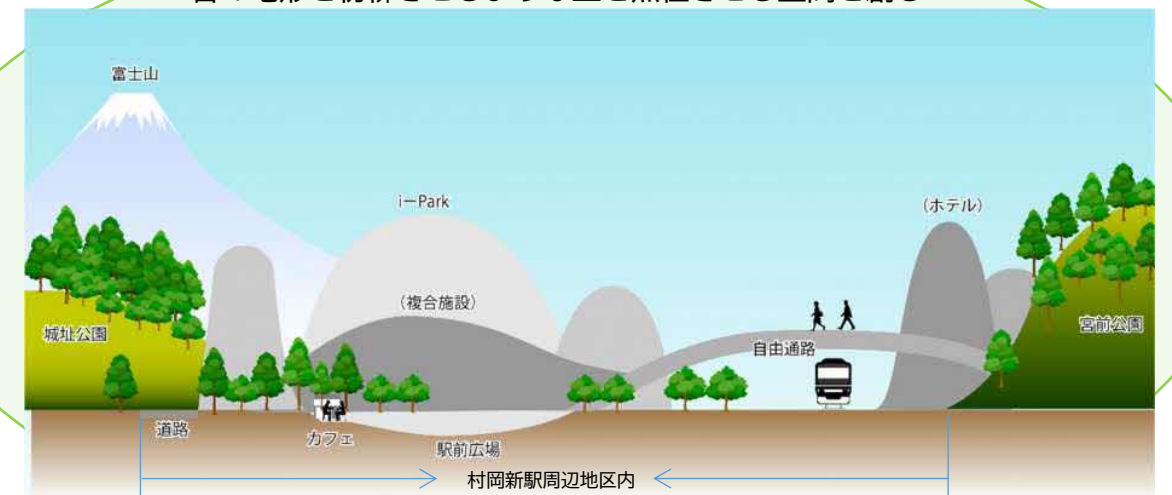 富士山
i－Park
(ホテル)
(複合施設)
城址公園
宮前公園
自由通路
道路
カフェ
駅前広場
村岡新駅周辺地区内